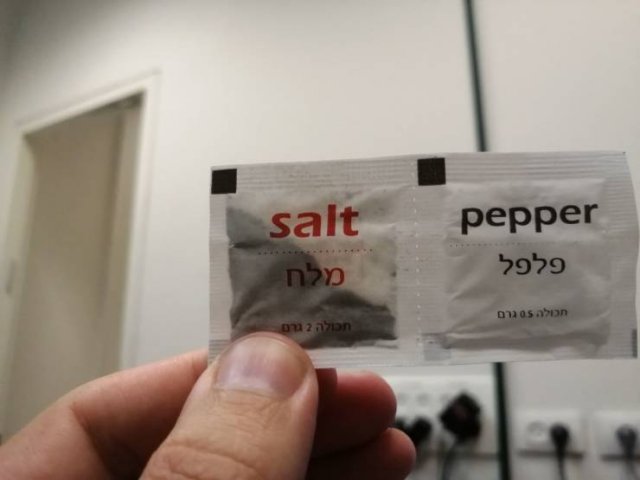 salt
מלח
תכולה 2 גרם
pepper
פלפל
תכולה 0.5 גרם